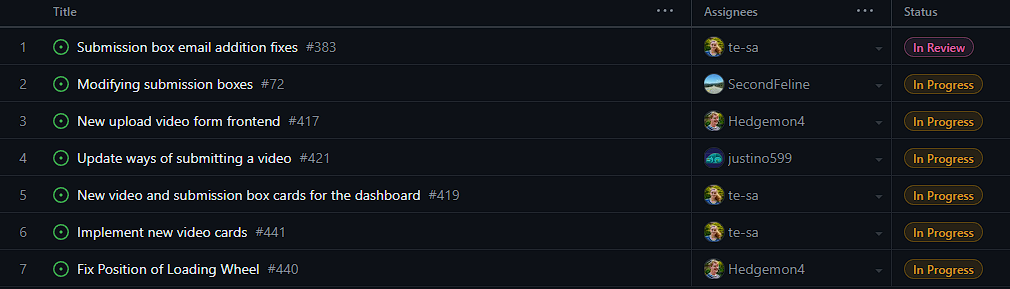 Title ... Assignees ... Status
1 Submission box email addition fixes #383 te-sa In Review
2 Modifying submission boxes #72 SecondFeline In Progress
3 New upload video form frontend #417 Hedgemon4 In Progress
4 Update ways of submitting a video #421 justino599 In Progress
5 New video and submission box cards for the dashboard #419 te-sa In Progress
6 Implement new video cards #441 te-sa In Progress
7 Fix Position of Loading Wheel #440 Hedgemon4 In Progress